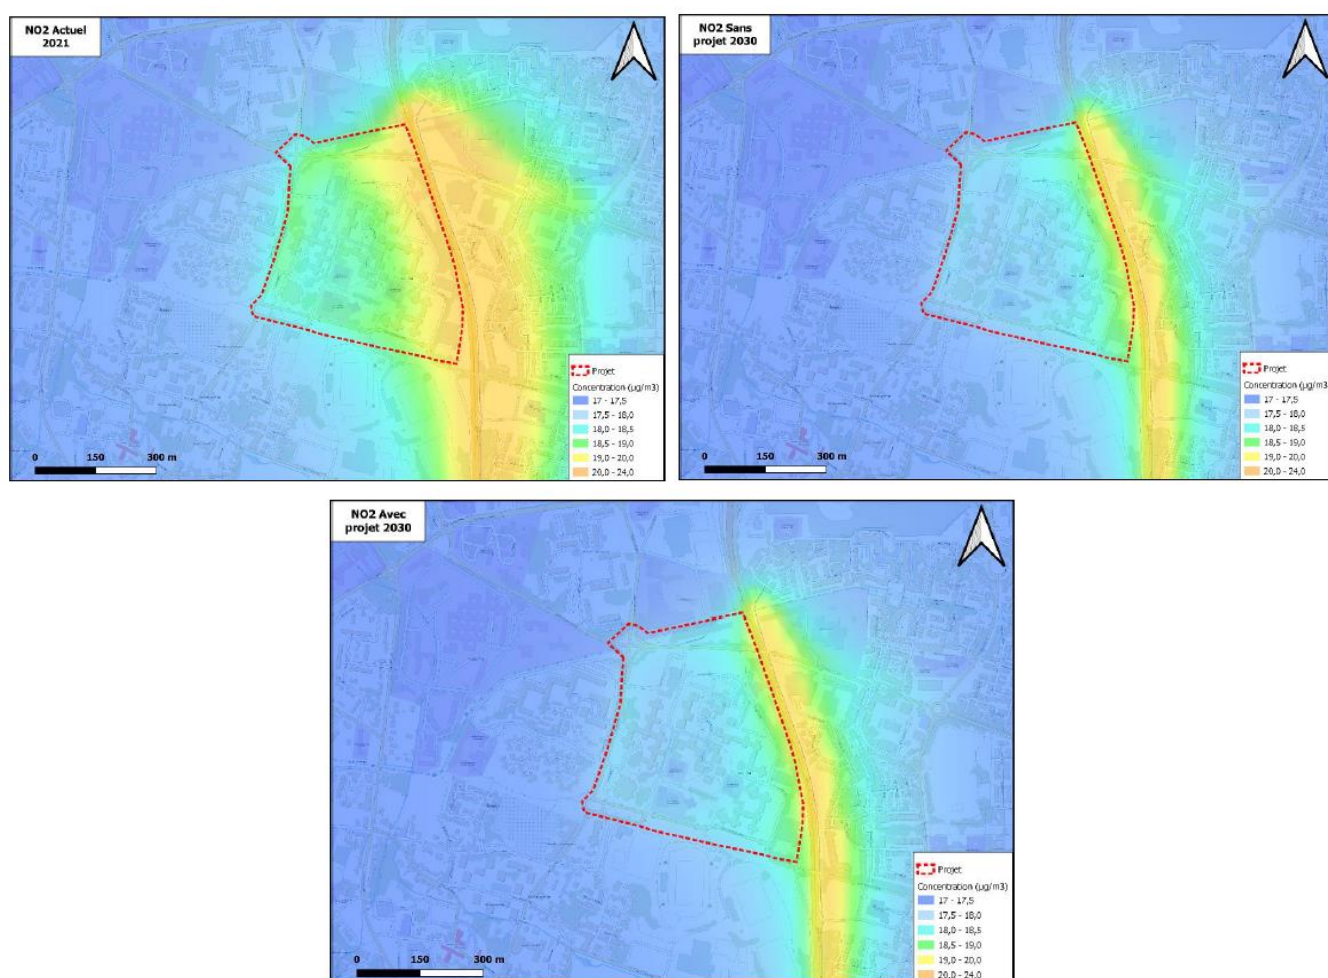 NO2 Actuel
2021
Projet
Concentration (µg/m3)
17 - 17,5
17,5 - 18,0
18,0 - 18,5
18,5 - 19,0
19,0 - 20,0
20,0 - 24,0
0 150 300 m
NO2 Sans
projet 2030
Projet
Concentration (µg/m3)
17 - 17,5
17,5 - 18,0
18,0 - 18,5
18,5 - 19,0
19,0 - 20,0
20,0 - 24,0
0 150 300 m
NO2 Avec
projet 2030
Projet
Concentration (µg/m3)
17 - 17,5
17,5 - 18,0
18,0 - 18,5
18,5 - 19,0
19,0 - 20,0
20,0 - 24,0
0 150 300 m